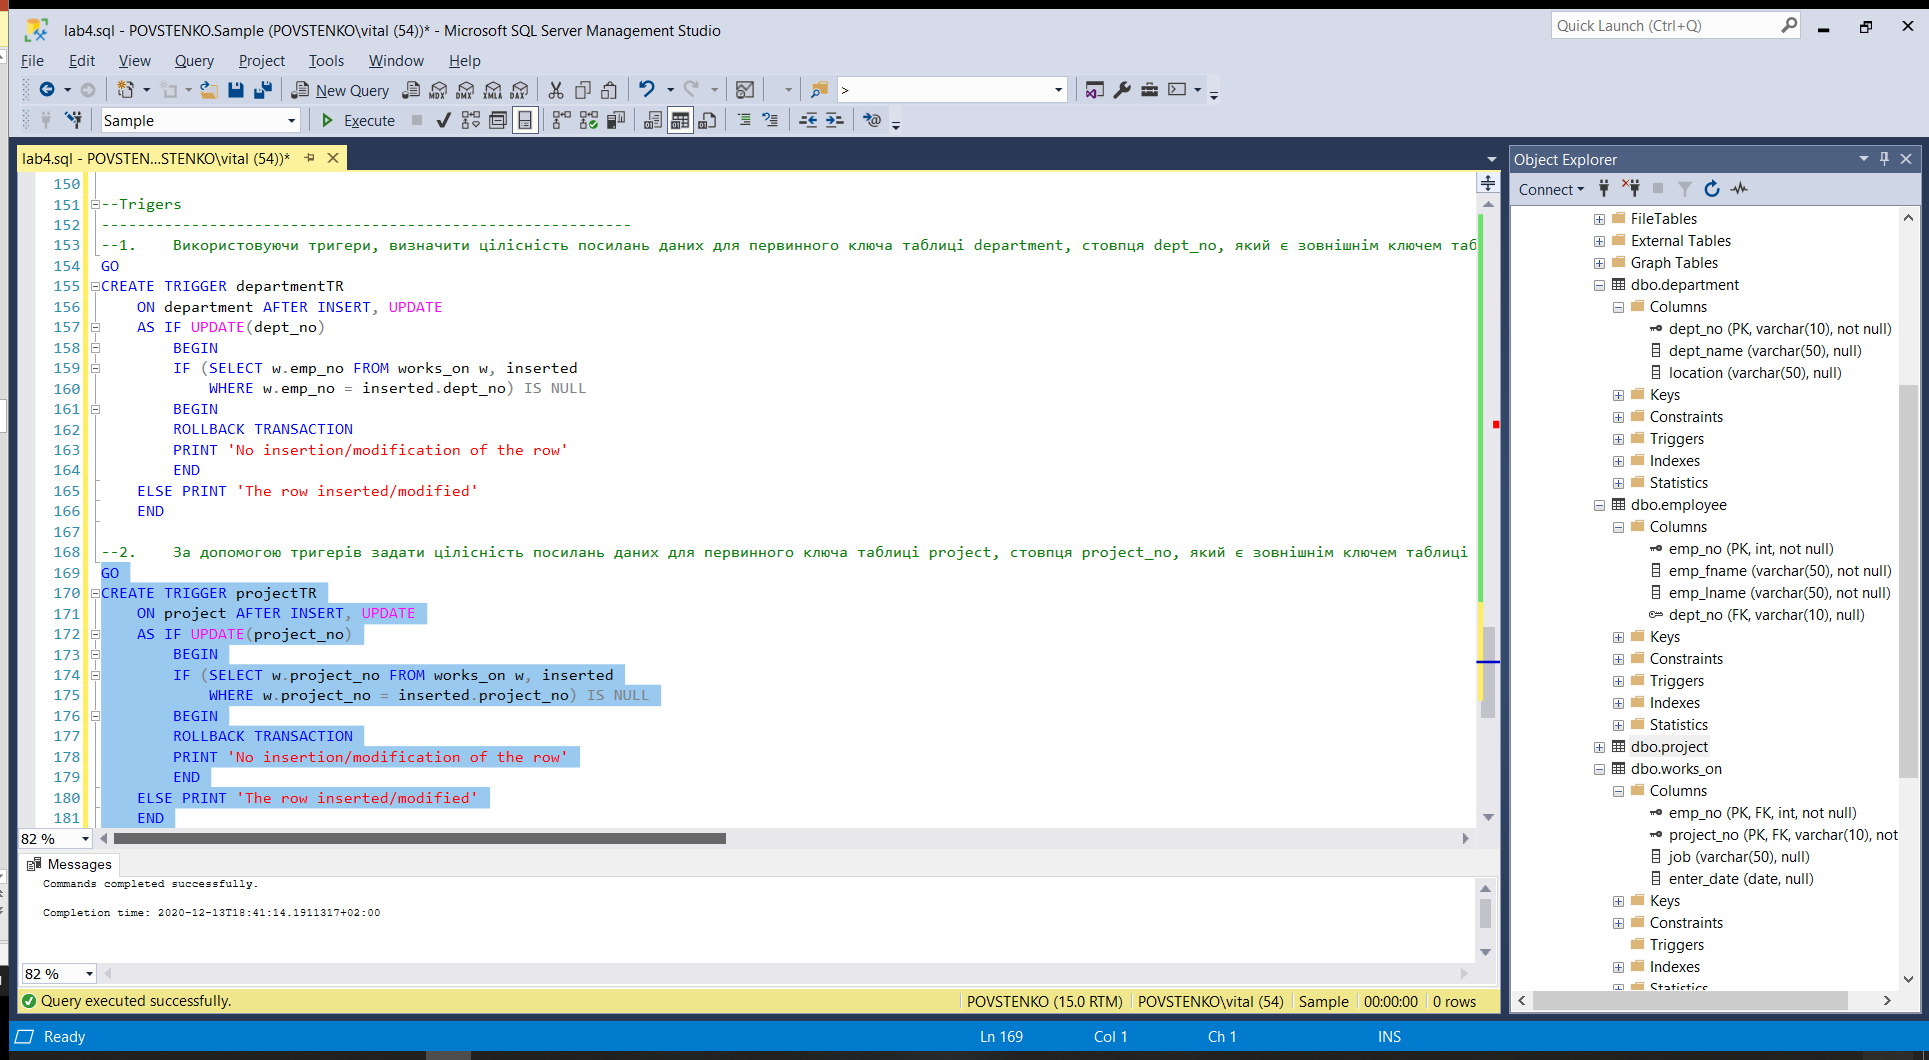 lab4.sql - POVSTENKO.Sample (POVSTENKO\vital (54))* - Microsoft SQL Server Management Studio
Quick Launch (Ctrl+Q)
File Edit View Query Project Tools Window Help
New Query
MDX DMX XMLA DAX
>
Sample
Execute
lab4.sql - POVSTEN...STENKO\vital (54))*
150
151 --Trigers
152 -----------------------------------------------------------
153 --1. Використовуючи тригери, визначити цілісність посилань даних для первинного ключа таблиці department, стовпця dept_no, який є зовнішнім ключем таб
154 GO
155 CREATE TRIGGER departmentTR
156 ON department AFTER INSERT, UPDATE
157 AS IF UPDATE(dept_no)
158 BEGIN
159 IF (SELECT w.emp_no FROM works_on w, inserted
160 WHERE w.emp_no = inserted.dept_no) IS NULL
161 BEGIN
162 ROLLBACK TRANSACTION
163 PRINT 'No insertion/modification of the row'
164 END
165 ELSE PRINT 'The row inserted/modified'
166 END
167
168 --2. За допомогою тригерів задати цілісність посилань даних для первинного ключа таблиці project, стовпця project_no, який є зовнішнім ключем таблиці
169 GO
170 CREATE TRIGGER projectTR
171 ON project AFTER INSERT, UPDATE
172 AS IF UPDATE(project_no)
173 BEGIN
174 IF (SELECT w.project_no FROM works_on w, inserted
175 WHERE w.project_no = inserted.project_no) IS NULL
176 BEGIN
177 ROLLBACK TRANSACTION
178 PRINT 'No insertion/modification of the row'
179 END
180 ELSE PRINT 'The row inserted/modified'
181 END
82 %
Messages
Commands completed successfully.
Completion time: 2020-12-13T18:41:14.1911317+02:00
82 %
Query executed successfully.
POVSTENKO (15.0 RTM) POVSTENKO\vital (54) Sample 00:00:00 0 rows
Object Explorer
Connect
FileTables
External Tables
Graph Tables
dbo.department
Columns
dept_no (PK, varchar(10), not null)
dept_name (varchar(50), null)
location (varchar(50), null)
Keys
Constraints
Triggers
Indexes
Statistics
dbo.employee
Columns
emp_no (PK, int, not null)
emp_fname (varchar(50), not null)
emp_lname (varchar(50), not null)
dept_no (FK, varchar(10), null)
Keys
Constraints
Triggers
Indexes
Statistics
dbo.project
dbo.works_on
Columns
emp_no (PK, FK, int, not null)
project_no (PK, FK, varchar(10), not
job (varchar(50), null)
enter_date (date, null)
Keys
Constraints
Triggers
Indexes
Statistics
Ready
Ln 169 Col 1 Ch 1 INS